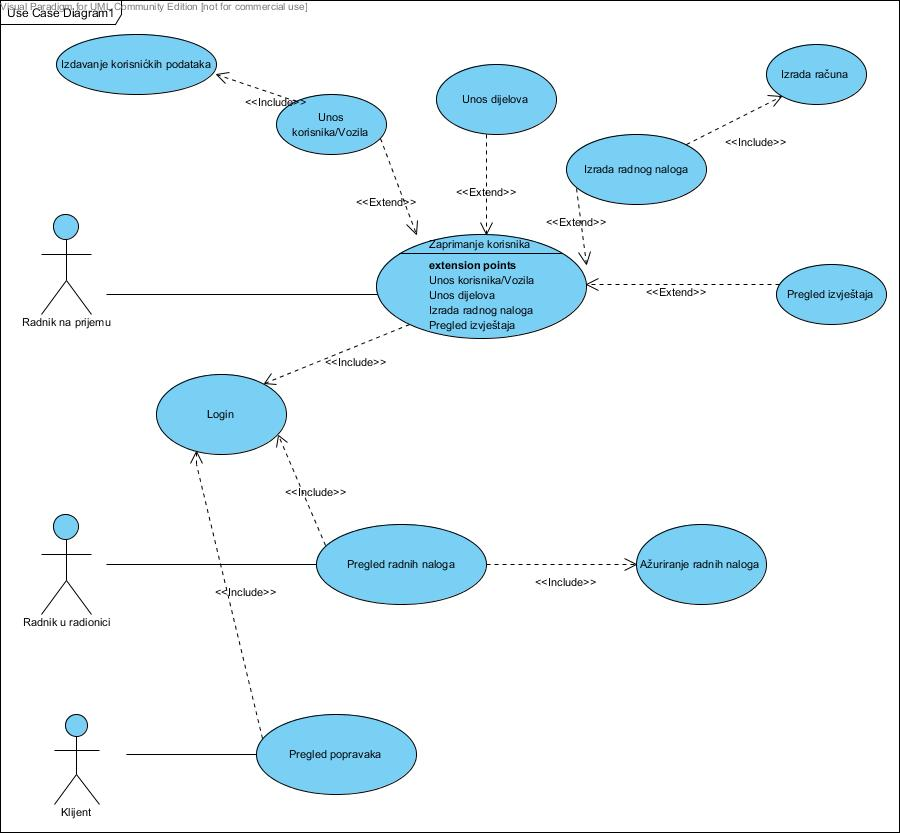 Visual Paradigm for UML Community Edition [not for commercial use]
Use Case Diagram1
Izdavanje korisničkih podataka
<<Include>>
Unos
korisnika/Vozila
Unos dijelova
Izrada računa
<<Include>>
Izrada radnog naloga
<<Extend>>
<<Extend>>
<<Extend>>
Zaprimanje korisnika
extension points
Unos korisnika/Vozila
Unos dijelova
Izrada radnog naloga
Pregled izvještaja
<<Extend>>
Pregled izvještaja
Radnik na prijemu
<<Include>>
Login
<<Include>>
Pregled radnih naloga
<<Include>>
Ažuriranje radnih naloga
<<Include>>
Radnik u radionici
Pregled popravaka
Klijent